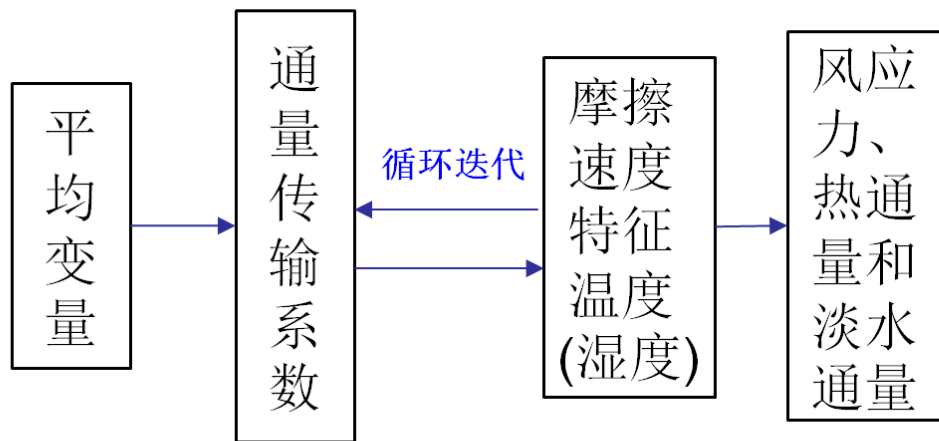 平
均
变
量
通
量
传
输
系
数
循环迭代
摩擦
速度
特征
温度
(湿度)
风应
力、
热通
量和
淡水
通量